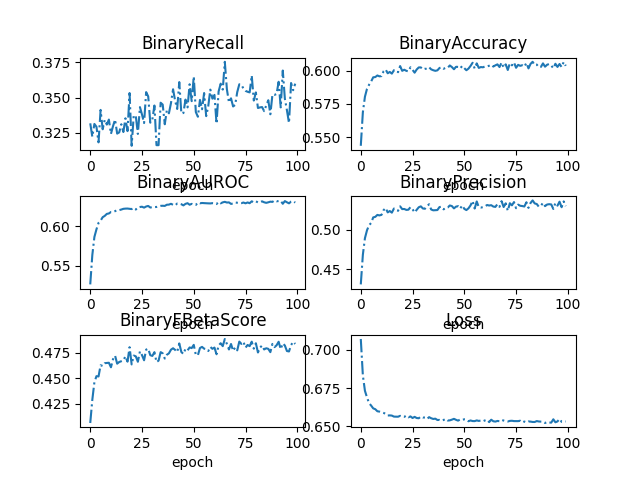 BinaryRecall
0.375
0.350
0.325
0 25 50 75 100
epoch
BinaryAccuracy
0.600
0.575
0.550
0 25 50 75 100
epoch
BinaryAUROC
0.60
0.55
0 25 50 75 100
epoch
BinaryPrecision
0.50
0.45
0 25 50 75 100
epoch
BinaryFBetaScore
0.475
0.450
0.425
0 25 50 75 100
epoch
Loss
0.700
0.675
0.650
0 25 50 75 100
epoch